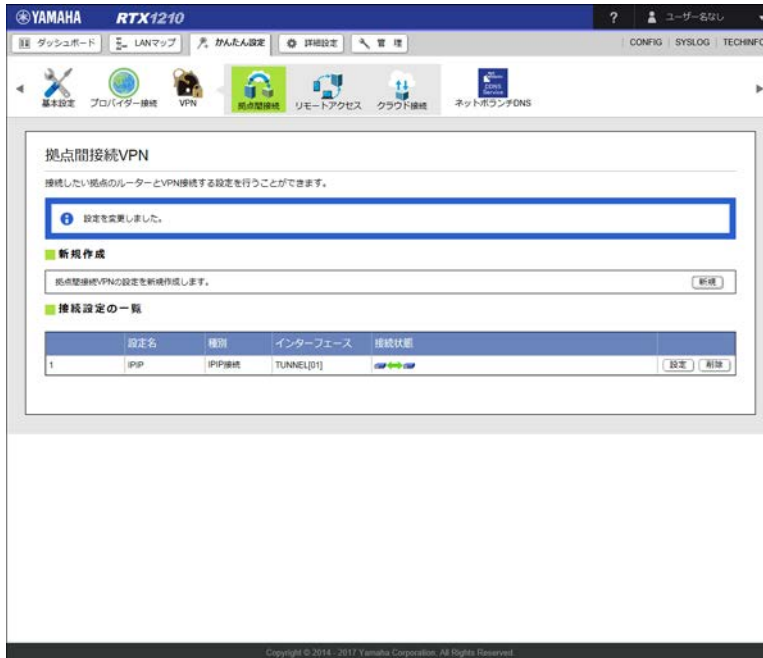 YAMAHA RTX1210 ? ユーザー名なし
ダッシュボード LANマップ かんたん設定 詳細設定 管理 CONFIG SYSLOG TECHINFO
基本設定 プロバイダー接続 VPN 拠点間接続 リモートアクセス クラウド接続 ネットボランチDNS
拠点間接続VPN
接続したい拠点のルーターとVPN接続する設定を行うことができます。
設定を変更しました。
新規作成
拠点間接続VPNの設定を新規作成します。 新規
接続設定の一覧
設定名 種別 インターフェース 接続状態
1 IPIP IPIP接続 TUNNEL[01] 設定 削除
Copyright © 2014 - 2017 Yamaha Corporation. All Rights Reserved.